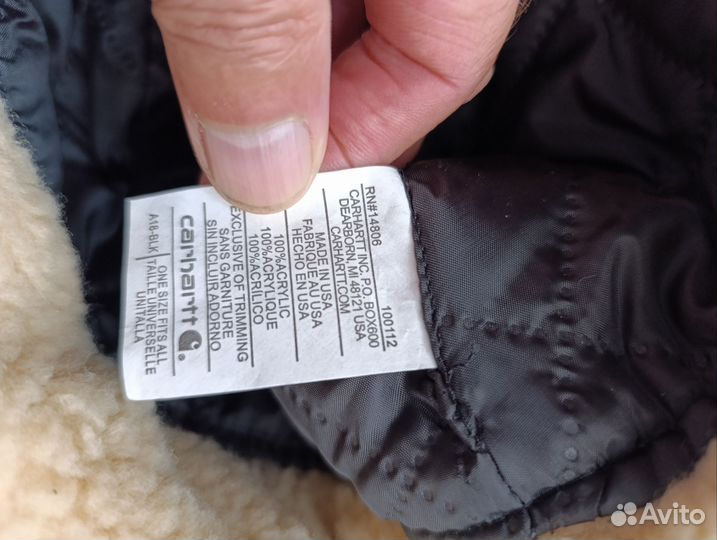 RN#14806 100112
CARHARTT INC. P.O. BOX600
DEARBORN, MI 48121 USA
CARHARTT.COM
MADE IN USA
FABRIQUE AU USA
HECHO EN USA
100%ACRYLIC
100%ACRYLIQUE
100%ACRILICO
EXCLUSIVE OF TRIMMING
SANS GARNITURE
SIN INCLUIR ADORNO
carhartt ®
ONE SIZE FITS ALL
A18-BLK TAILLE UNIVERSELLE
UNITALLA
Avito